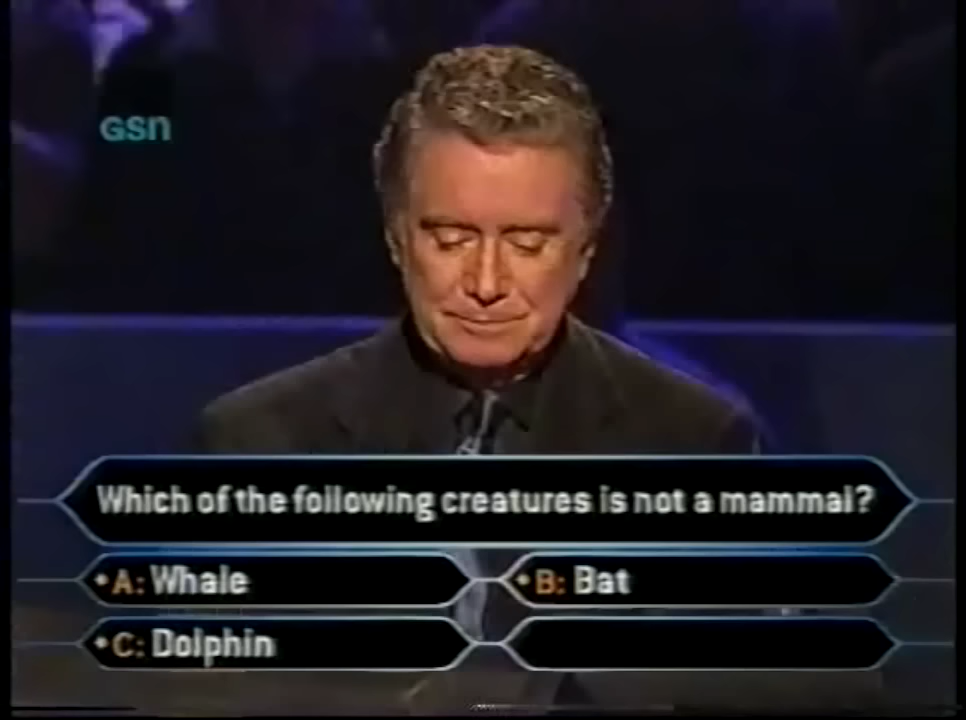 GSN
Which of the following creatures is not a mammal?
•A: Whale
•B: Bat
•C: Dolphin